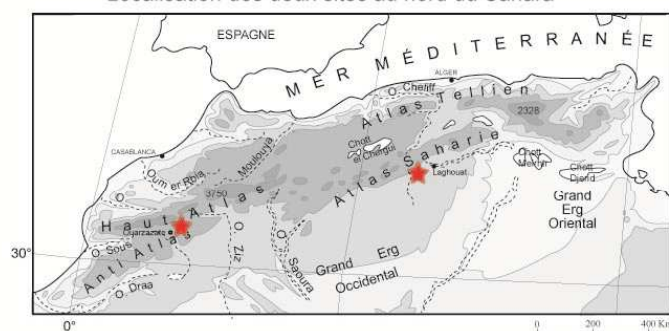 Localisation des deux sites au nord du Sahara
ESPAGNE
MER MÉDITERRANÉE
ALGER
O. Cheliff
Atlas Tellien
2328
CASABLANCA
Oum er Rbia
Moulouya
Chott el Chergui
Atlas Saharie
Laghouat
Chott Melrhir
Chott Djerid
3750
Haut Atlas
Ouarzazate
O. Sous
Anti Atlas
O. Draa
O. Ziz
Saoura
Grand Erg
Occidental
Grand
Erg
Oriental
30°
0°
0 200 400 Km